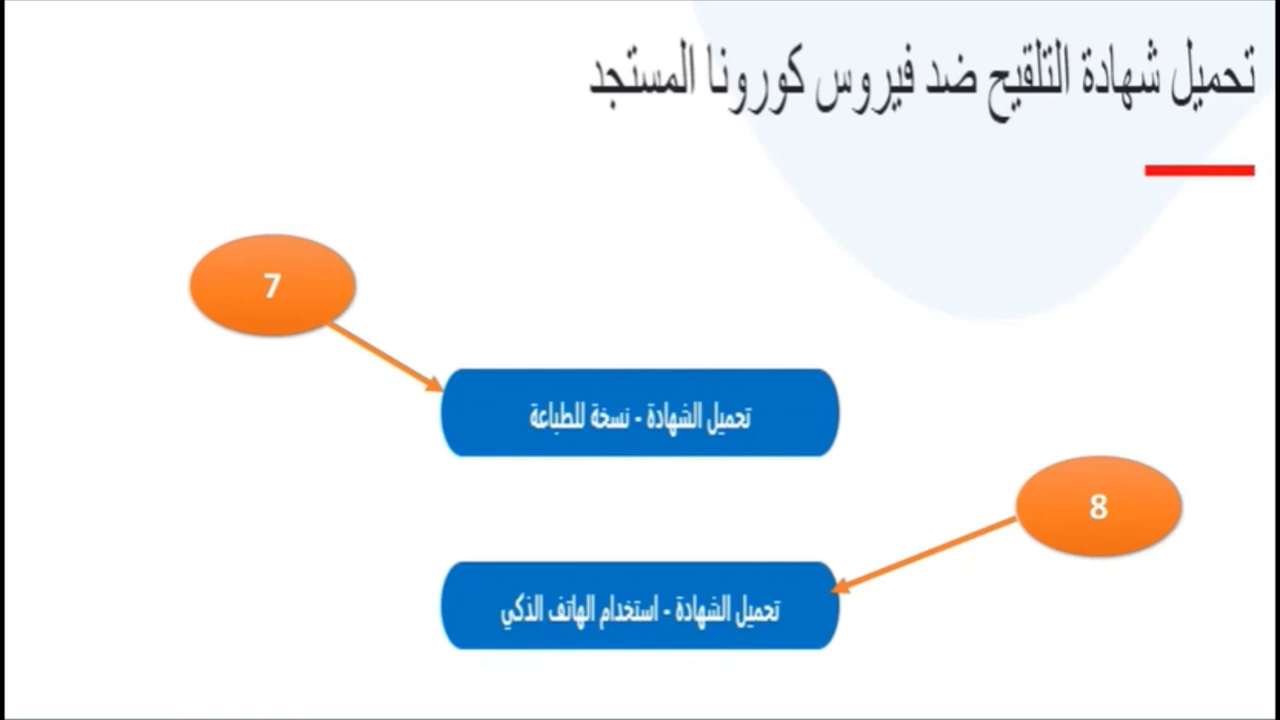 تحميل شهادة التلقيح ضد فيروس كورونا المستجد
7
تحميل الشهادة - نسخة للطباعة
8
تحميل الشهادة - استخدام الهاتف الذكي